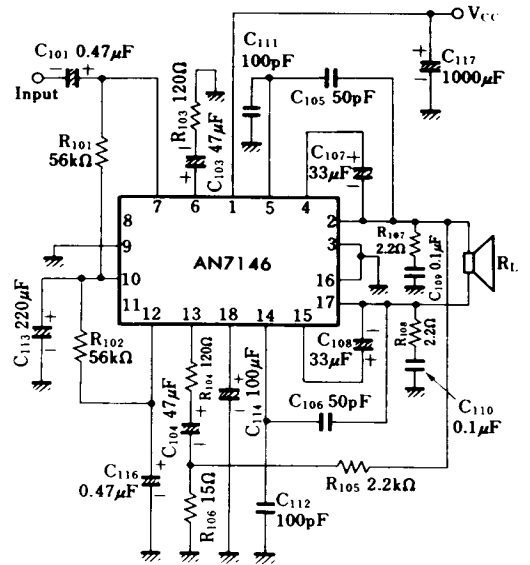 VCC
C101 0.47μF
Input
C111
100pF
C105 50pF
C117
1000μF
R103 120Ω
C103 47μF
C107
33μF
R101
56kΩ
7
6
1
5
4
8
9
10
11
2
3
16
17
AN7146
12
13
18
14
15
R107
2.2Ω
C109 0.1μF
RL
C113 220μF
R102
56kΩ
C104 47μF
R104 120Ω
C114 100μF
C108
33μF
R108
2.2Ω
C106 50pF
C110
0.1μF
C116
0.47μF
R106 15Ω
C112
100pF
R105 2.2kΩ